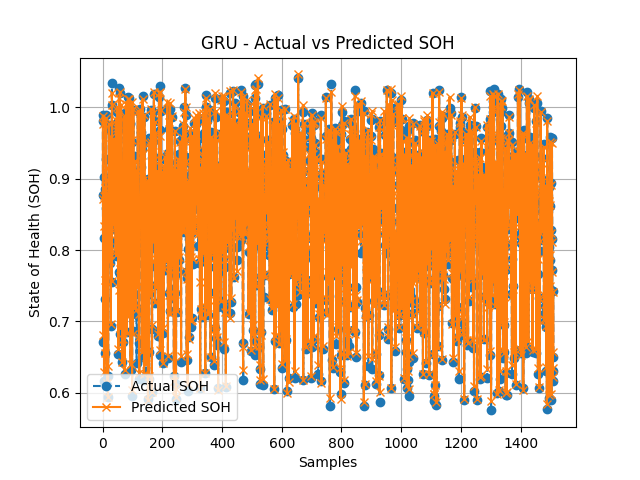 GRU - Actual vs Predicted SOH
State of Health (SOH)
1.0
0.9
0.8
0.7
0.6
Actual SOH
Predicted SOH
0 200 400 600 800 1000 1200 1400
Samples